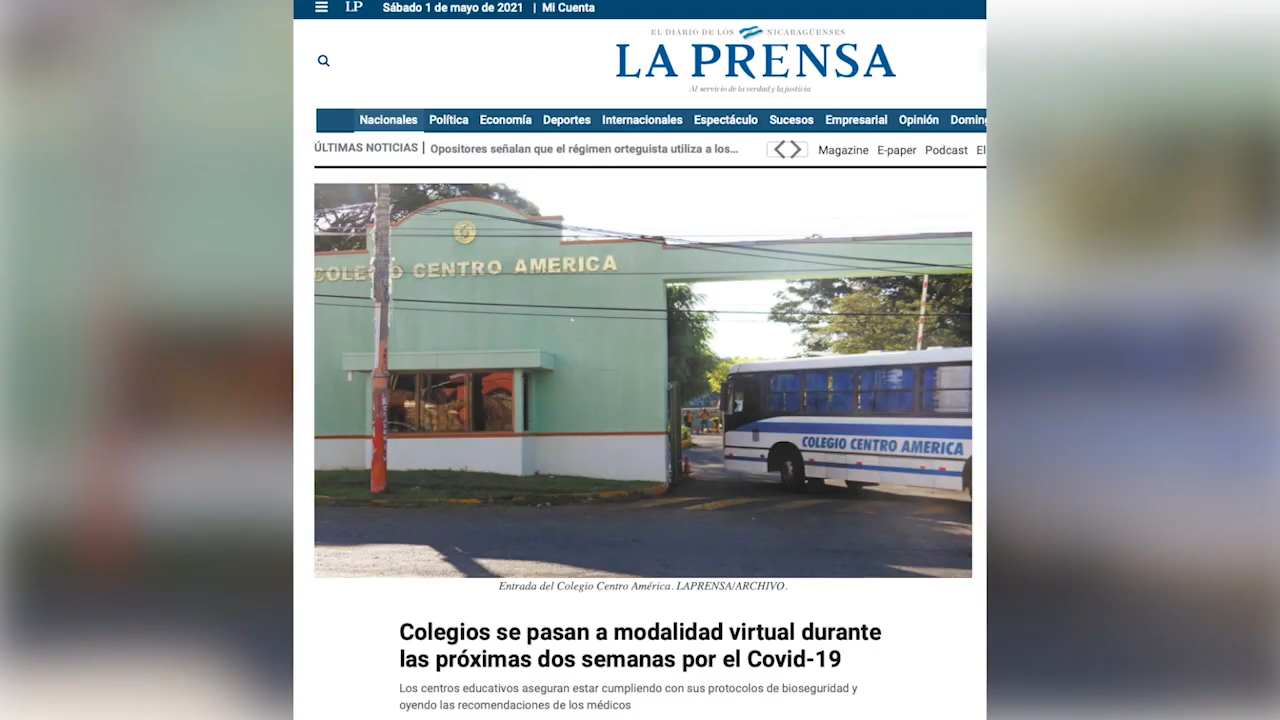 LP Sábado 1 de mayo de 2021 | Mi Cuenta
EL DIARIO DE LOS NICARAGÜENSES
LA PRENSA
Al servicio de la verdad y la justicia
Nacionales Política Economía Deportes Internacionales Espectáculo Sucesos Empresarial Opinión Doming
ÚLTIMAS NOTICIAS | Opositores señalan que el régimen orteguista utiliza a los... Magazine E-paper Podcast El
COLEGIO CENTRO AMERICA
COLEGIO CENTRO AMERICA
Entrada del Colegio Centro América. LAPRENSA/ARCHIVO.
Colegios se pasan a modalidad virtual durante
las próximas dos semanas por el Covid-19
Los centros educativos aseguran estar cumpliendo con sus protocolos de bioseguridad y
oyendo las recomendaciones de los médicos